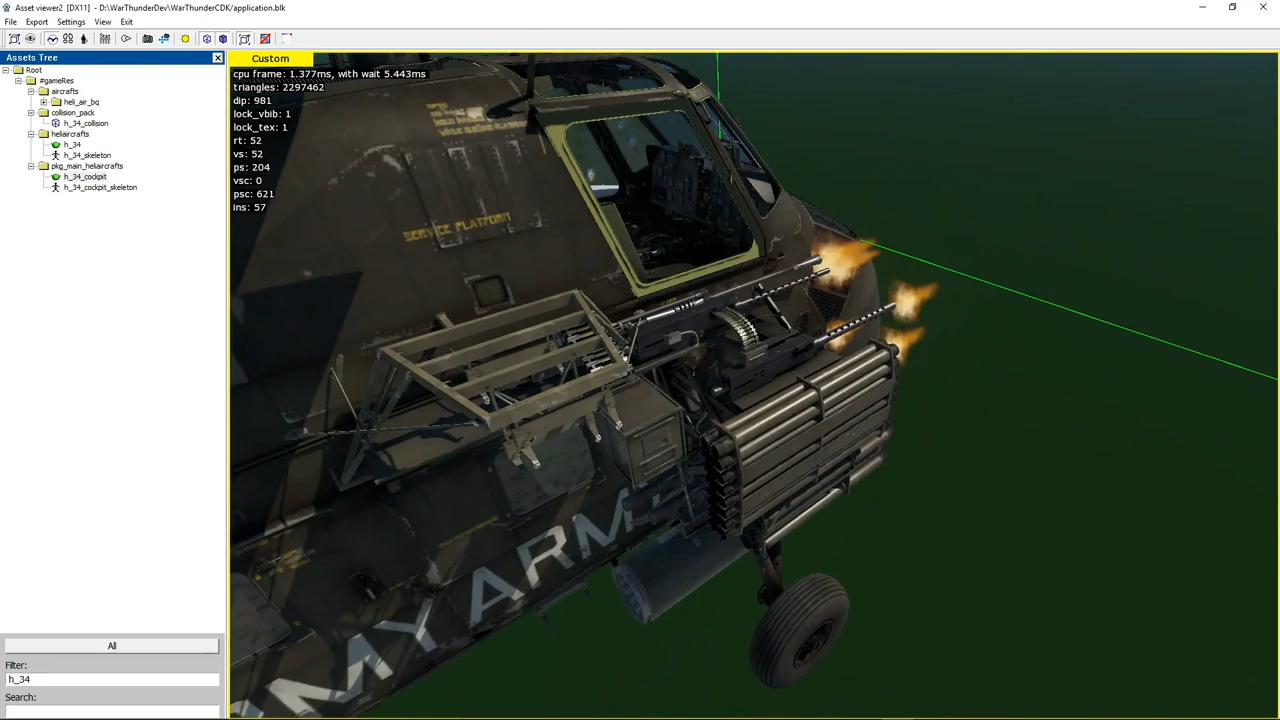 Asset viewer2 [DX11] - D:\WarThunderDev\WarThunderCDK/application.blk
File Export Settings View Exit
Assets Tree
Root
#gameRes
aircrafts
heli_air_bq
collision_pack
h_34_collision
heliaircrafts
h_34
h_34_skeleton
pkg_main_heliaircrafts
h_34_cockpit
h_34_cockpit_skeleton
All
Filter:
h_34
Search:
Custom
cpu frame: 1.377ms, with wait 5.443ms
triangles: 2297462
dip: 981
lock_vbib: 1
lock_tex: 1
rt: 52
vs: 52
ps: 204
vsc: 0
psc: 621
ins: 57
SERVICE PLATFORM
MY ARMY